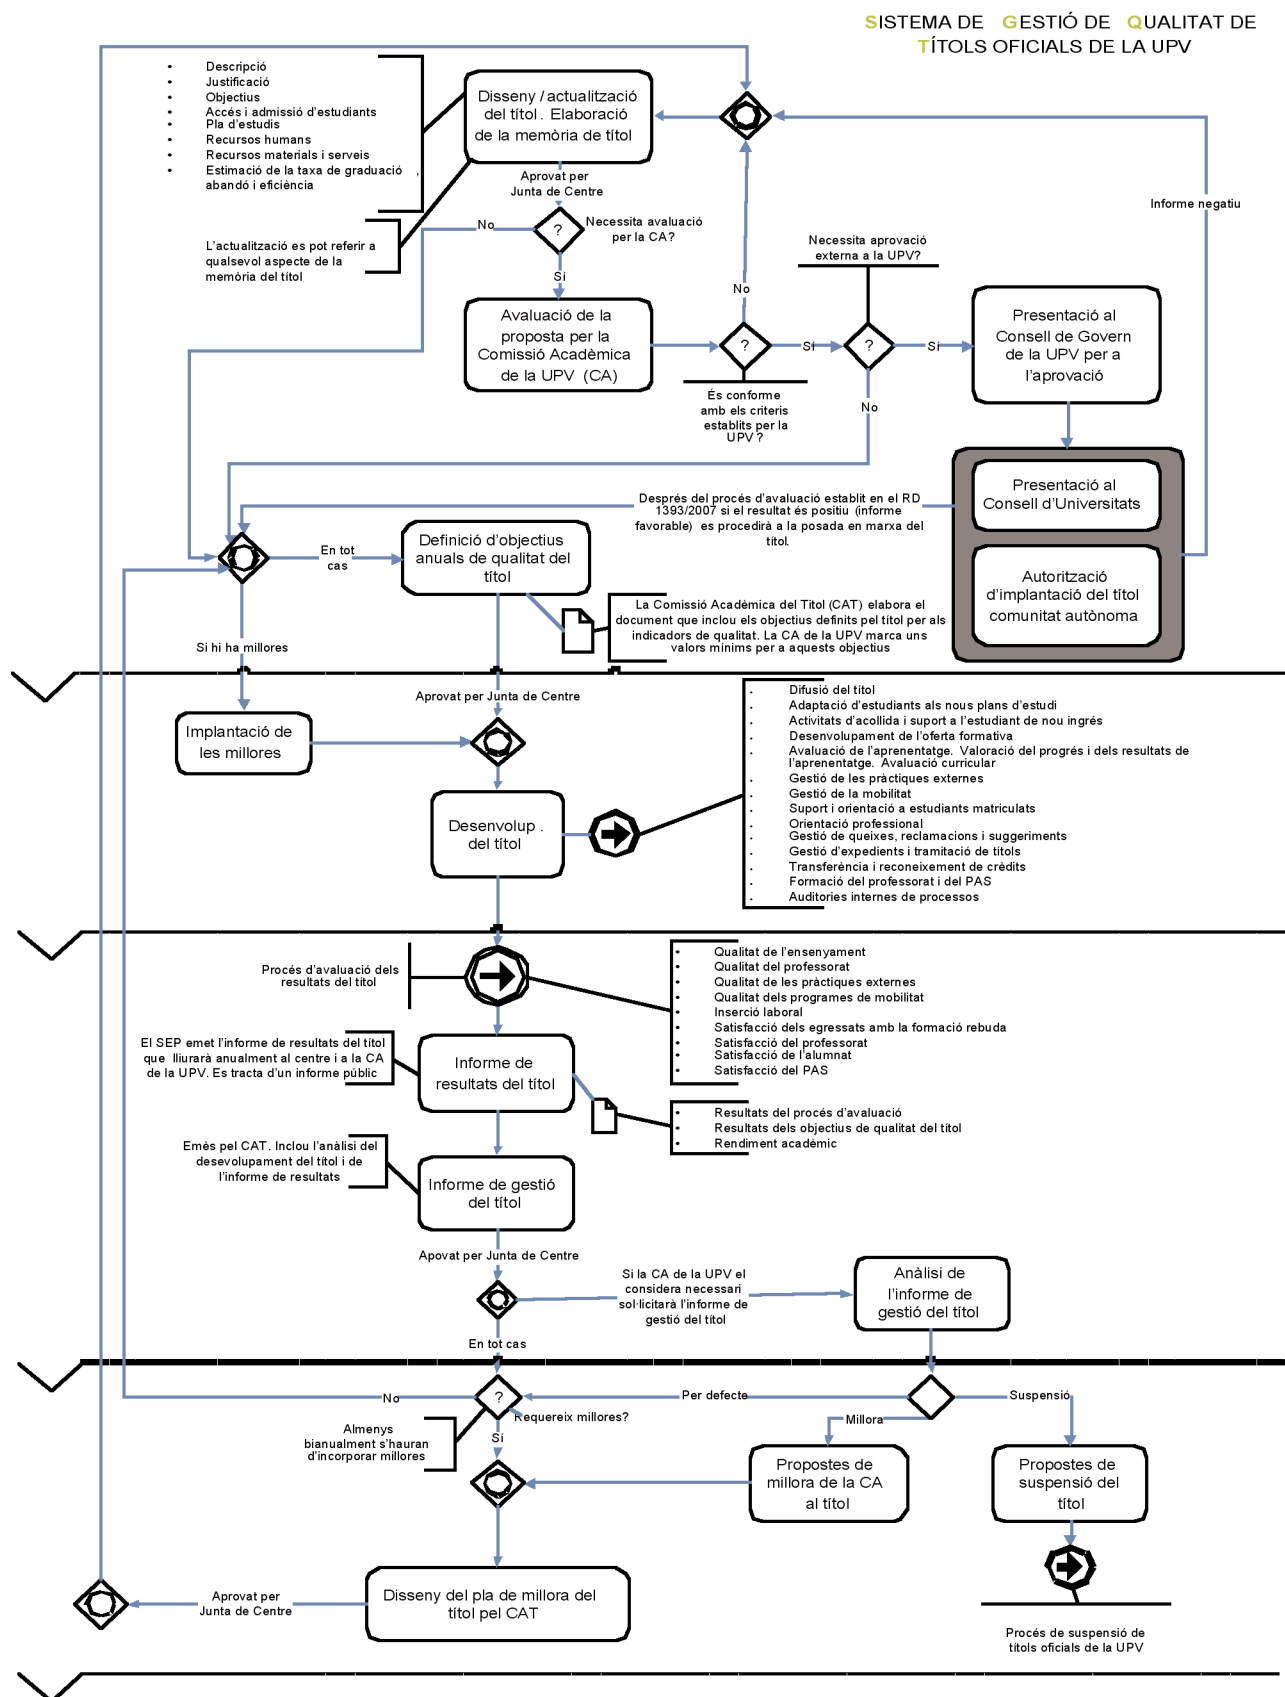 SISTEMA DE GESTIÓ DE QUALITAT DE
TÍTOLS OFICIALS DE LA UPV
• Descripció
• Justificació
• Objectius
• Accés i admissió d'estudiants
• Pla d'estudis
• Recursos humans
• Recursos materials i serveis
• Estimació de la taxa de graduació ,
abandó i eficiència
Disseny / actualització
del títol . Elaboració
de la memòria de títol
L'actualització es pot referir a
qualsevol aspecte de la
memòria del títol
Aprovat per
Junta de Centre
No
?
Necessita avaluació
per la CA?
Sí
Informe negatiu
Necessita aprovació
externa a la UPV?
No
Avaluació de la
proposta per la
Comissió Acadèmica
de la UPV (CA)
?
Sí
?
Sí
Presentació al
Consell de Govern
de la UPV per a
l'aprovació
És conforme
amb els criteris
establits per la
UPV ?
No
Després del procés d'avaluació establit en el RD
1393/2007 si el resultat és positiu (informe
favorable) es procedirà a la posada en marxa del
títol.
Presentació al
Consell d'Universitats
Autorització
d'implantació del títol
comunitat autònoma
En tot
cas
Definició d'objectius
anuals de qualitat del
títol
La Comissió Acadèmica del Titol (CAT) elabora el
document que inclou els objectius definits pel títol per als
indicadors de qualitat. La CA de la UPV marca uns
valors mínims per a aquests objectius
Si hi ha millores
Aprovat per Junta de Centre
Implantació de
les millores
Desenvolup .
del títol
. Difusió del títol
. Adaptació d'estudiants als nous plans d'estudi
. Activitats d'acollida i suport a l'estudiant de nou ingrés
. Desenvolupament de l'oferta formativa
. Avaluació de l'aprenentatge. Valoració del progrés i dels resultats de
l'aprenentatge. Avaluació curricular
. Gestió de les pràctiques externes
. Gestió de la mobilitat
. Suport i orientació a estudiants matriculats
. Orientació professional
. Gestió de queixes, reclamacions i suggeriments
. Gestió d'expedients i tramitació de títols
. Transferència i reconeixement de crèdits
. Formació del professorat i del PAS
. Auditories internes de processos
Procés d'avaluació dels
resultats del títol
• Qualitat de l'ensenyament
• Qualitat del professorat
• Qualitat de les pràctiques externes
• Qualitat dels programes de mobilitat
• Inserció laboral
• Satisfacció dels egressats amb la formació rebuda
• Satisfacció del professorat
• Satisfacció de l'alumnat
• Satisfacció del PAS
El SEP emet l'informe de resultats del títol
que lliurarà anualment al centre i a la CA
de la UPV. Es tracta d'un informe públic
Informe de
resultats del títol
• Resultats del procés d'avaluació
• Resultats dels objectius de qualitat del títol
• Rendiment acadèmic
Emès pel CAT. Inclou l'anàlisi del
desevolupament del títol i de
l'informe de resultats
Informe de gestió
del títol
Apovat per Junta de Centre
Si la CA de la UPV el
considera necessari
sol·licitarà l'informe de
gestió del títol
Anàlisi de
l'informe de
gestió del títol
En tot cas
No
?
Requereix millores?
Per defecte
Suspensió
Millora
Almenys
bianualment s'hauran
d'incorporar millores
Sí
Propostes de
millora de la CA
al títol
Propostes de
suspensió del
títol
Aprovat per
Junta de Centre
Disseny del pla de millora del
títol pel CAT
Procés de suspensió de
títols oficials de la UPV